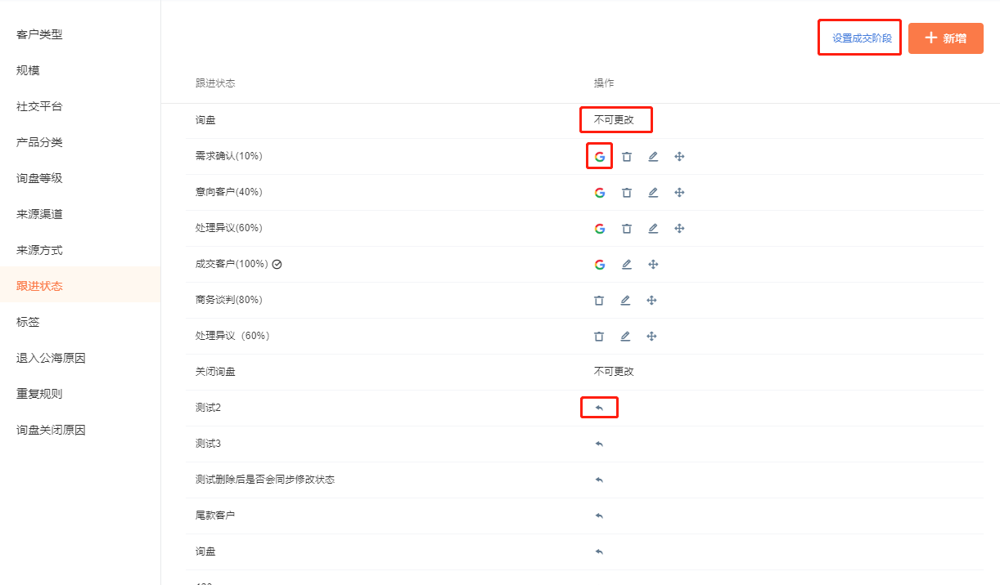 客户类型
规模
社交平台
产品分类
询盘等级
来源渠道
来源方式
跟进状态
标签
退入公海原因
重复规则
询盘关闭原因
设置成交阶段
新增
跟进状态 操作
询盘 不可更改
需求确认(10%)
意向客户(40%)
处理异议(60%)
成交客户(100%)
商务谈判(80%)
处理异议（60%）
关闭询盘 不可更改
测试2
测试3
测试删除后是否会同步修改状态
尾款客户
询盘